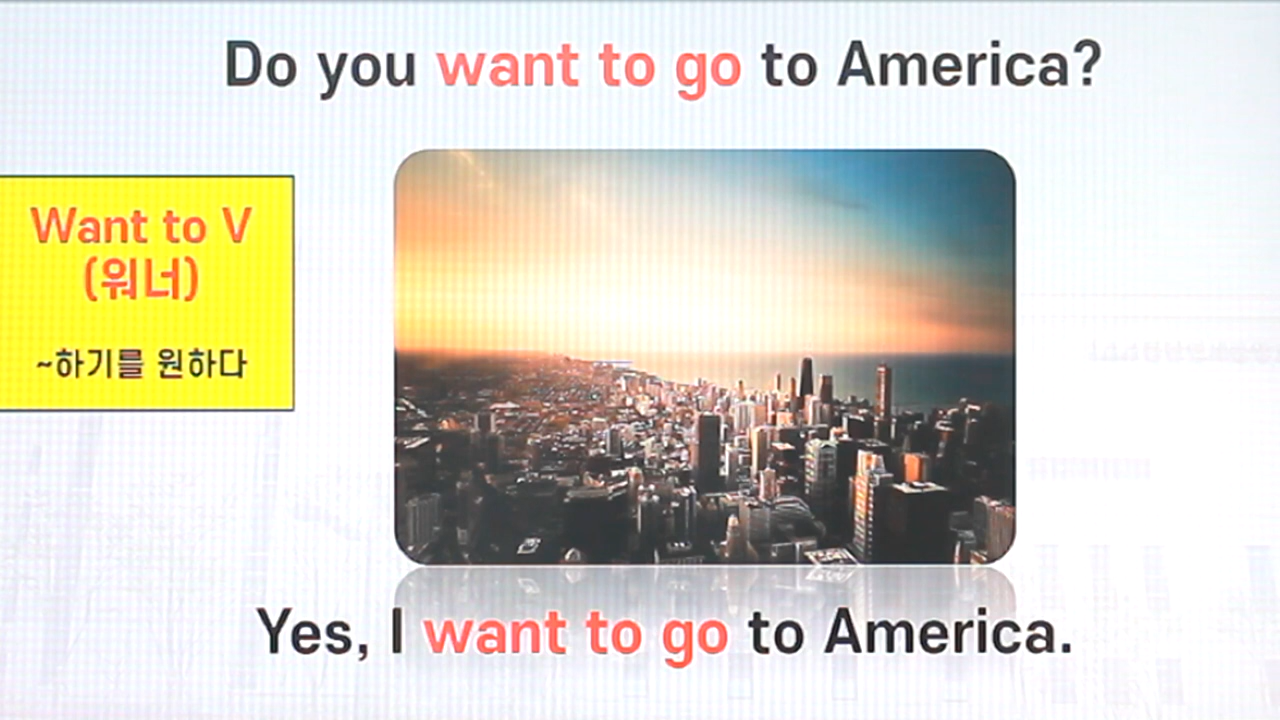 Do you want to go to America?
Want to V
(워너)
~하기를 원하다
Yes, I want to go to America.